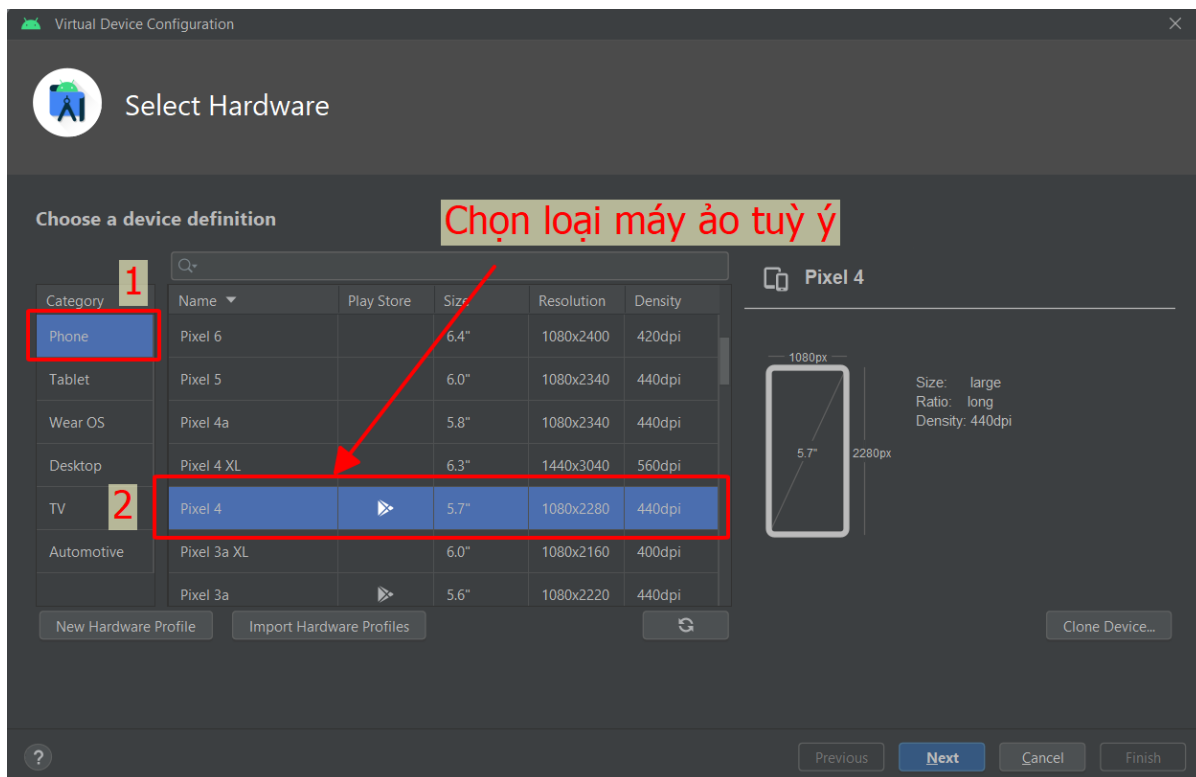 Virtual Device Configuration
Select Hardware
Choose a device definition
Chọn loại máy ảo tuỳ ý
1
Category
Phone
Tablet
Wear OS
Desktop
TV
Automotive
2
Name Play Store Size Resolution Density
Pixel 6 6.4" 1080x2400 420dpi
Pixel 5 6.0" 1080x2340 440dpi
Pixel 4a 5.8" 1080x2340 440dpi
Pixel 4 XL 6.3" 1440x3040 560dpi
Pixel 4 5.7" 1080x2280 440dpi
Pixel 3a XL 6.0" 1080x2160 400dpi
Pixel 3a 5.6" 1080x2220 440dpi
Pixel 4
1080px
5.7"
2280px
Size: large
Ratio: long
Density: 440dpi
New Hardware Profile
Import Hardware Profiles
Clone Device...
?
Previous
Next
Cancel
Finish